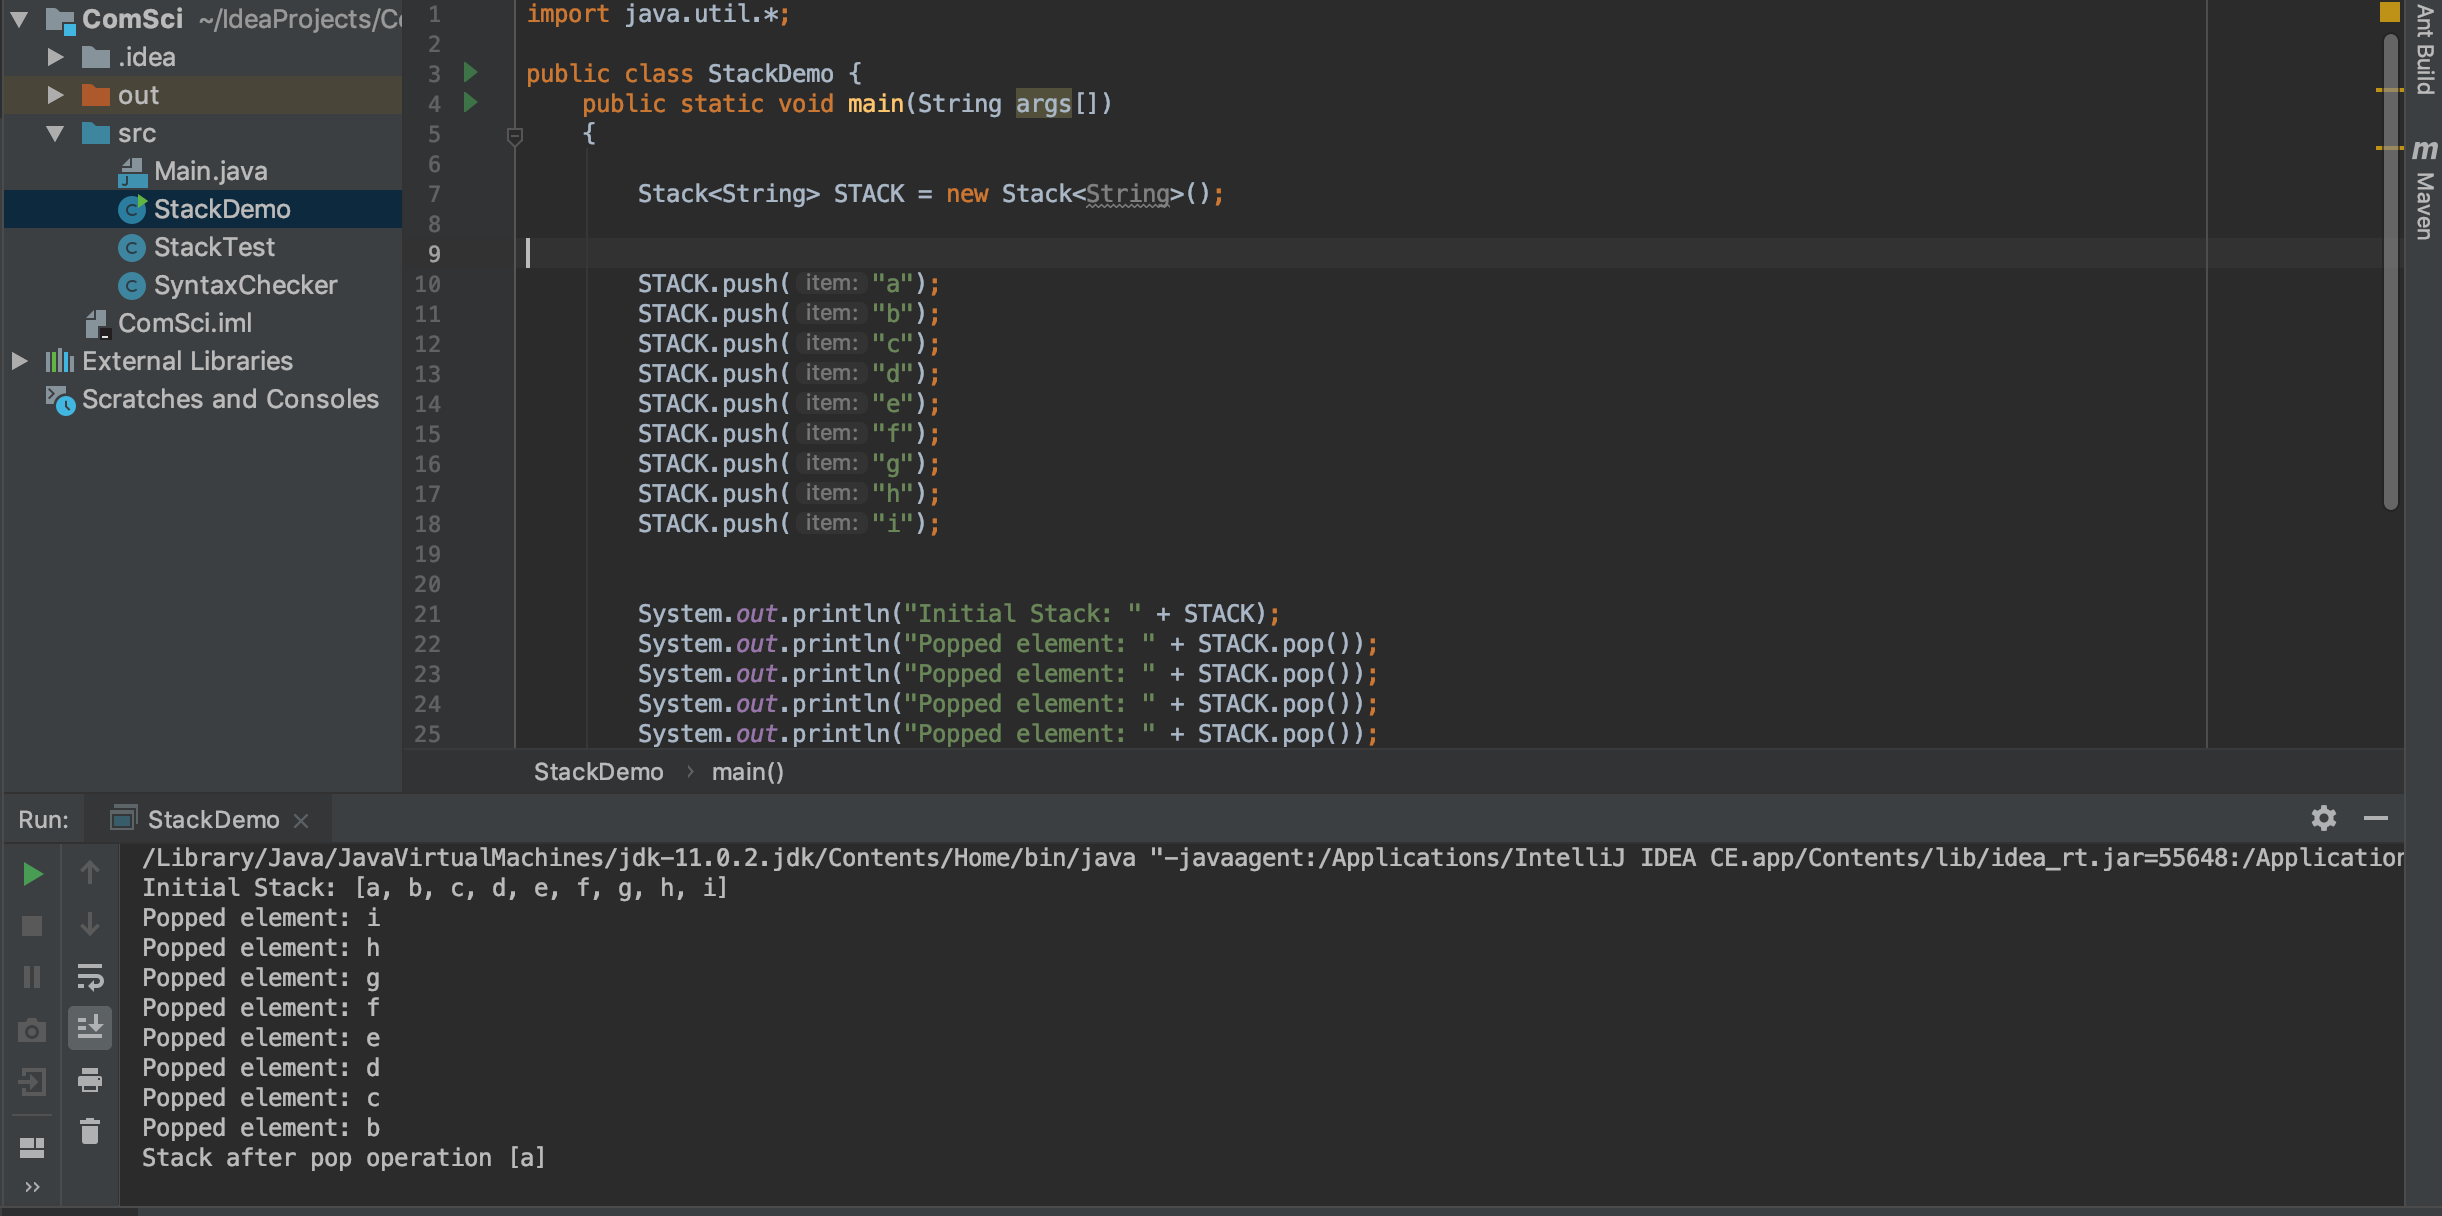 ComSci ~/IdeaProjects/Co
.idea
out
src
Main.java
StackDemo
StackTest
SyntaxChecker
ComSci.iml
External Libraries
Scratches and Consoles
1 import java.util.*;
2
3 public class StackDemo {
4 public static void main(String args[])
5 {
6
7 Stack<String> STACK = new Stack<String>();
8
9
10 STACK.push( item: "a");
11 STACK.push( item: "b");
12 STACK.push( item: "c");
13 STACK.push( item: "d");
14 STACK.push( item: "e");
15 STACK.push( item: "f");
16 STACK.push( item: "g");
17 STACK.push( item: "h");
18 STACK.push( item: "i");
19
20
21 System.out.println("Initial Stack: " + STACK);
22 System.out.println("Popped element: " + STACK.pop());
23 System.out.println("Popped element: " + STACK.pop());
24 System.out.println("Popped element: " + STACK.pop());
25 System.out.println("Popped element: " + STACK.pop());
StackDemo › main()
Ant Build
m Maven
Run: StackDemo ×
/Library/Java/JavaVirtualMachines/jdk-11.0.2.jdk/Contents/Home/bin/java "-javaagent:/Applications/IntelliJ IDEA CE.app/Contents/lib/idea_rt.jar=55648:/Application
Initial Stack: [a, b, c, d, e, f, g, h, i]
Popped element: i
Popped element: h
Popped element: g
Popped element: f
Popped element: e
Popped element: d
Popped element: c
Popped element: b
Stack after pop operation [a]